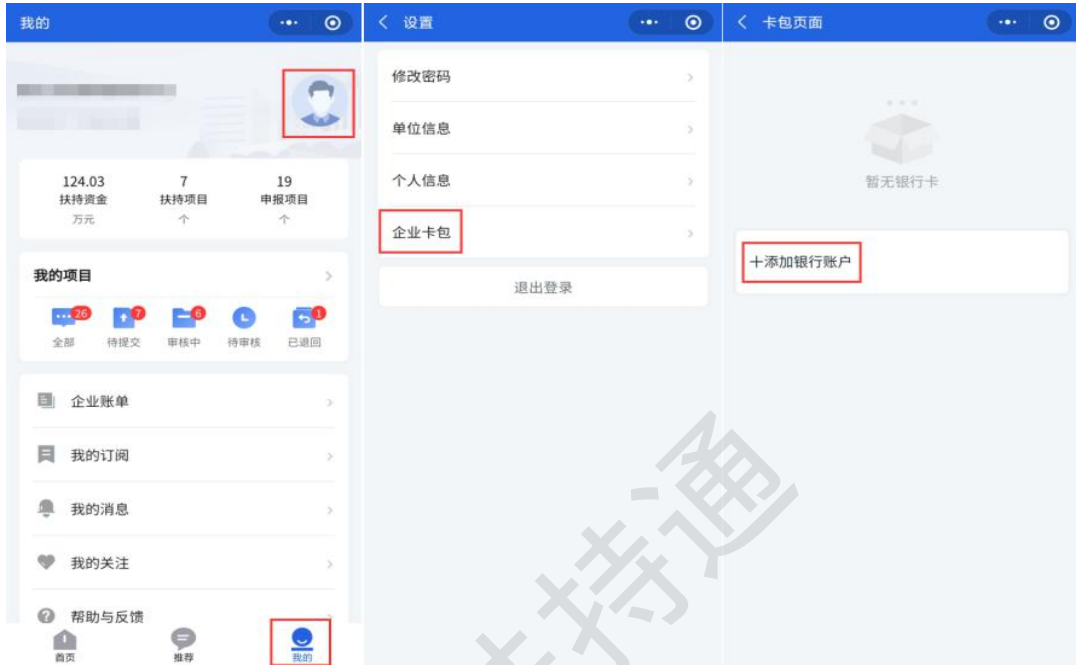 我的
124.03
7
19
扶持资金
扶持项目
申报项目
万元
个
个
我的项目
26
7
6
1
全部
待提交
审核中
待审核
已退回
企业账单
我的订阅
我的消息
我的关注
帮助与反馈
首页
推荐
我的
设置
修改密码
单位信息
个人信息
企业卡包
退出登录
卡包页面
暂无银行卡
+添加银行账户
持通